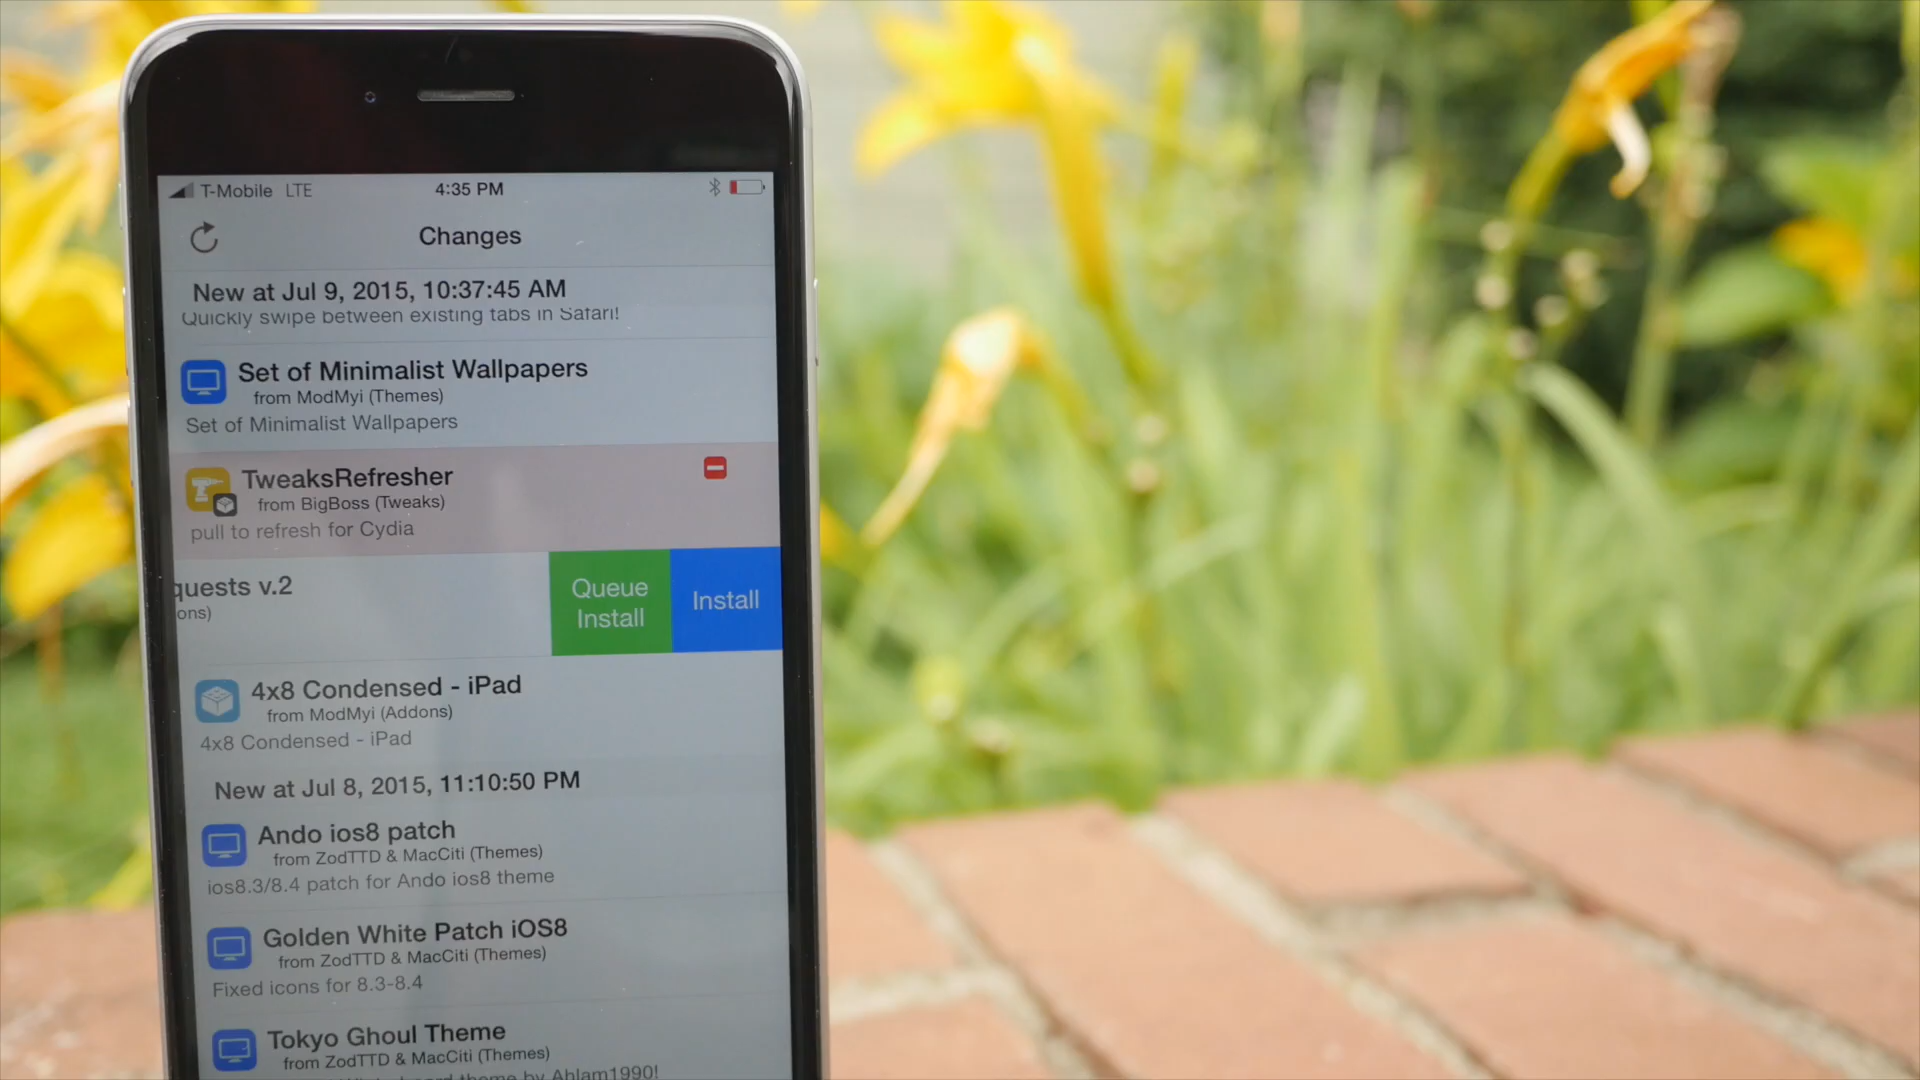 T-Mobile LTE 4:35 PM
Changes
New at Jul 9, 2015, 10:37:45 AM
Quickly swipe between existing tabs in Safari!
Set of Minimalist Wallpapers
from ModMyi (Themes)
Set of Minimalist Wallpapers
TweaksRefresher
from BigBoss (Tweaks)
pull to refresh for Cydia
quests v.2
ons)
Queue
Install
Install
4x8 Condensed - iPad
from ModMyi (Addons)
4x8 Condensed - iPad
New at Jul 8, 2015, 11:10:50 PM
Ando ios8 patch
from ZodTTD & MacCiti (Themes)
ios8.3/8.4 patch for Ando ios8 theme
Golden White Patch iOS8
from ZodTTD & MacCiti (Themes)
Fixed icons for 8.3-8.4
Tokyo Ghoul Theme
from ZodTTD & MacCiti (Themes)
theme by Ahlam1990!